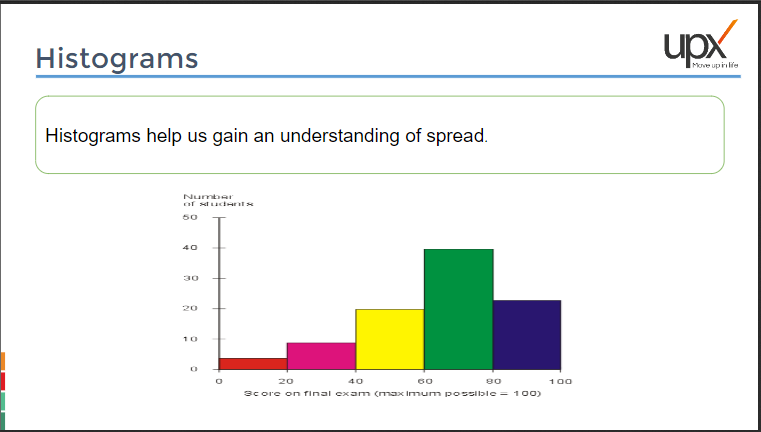 Histograms
upx
Move up in life
Histograms help us gain an understanding of spread.
Number
of students
50
40
30
20
10
0
0 20 40 60 80 100
Score on final exam (maximum possible = 100)